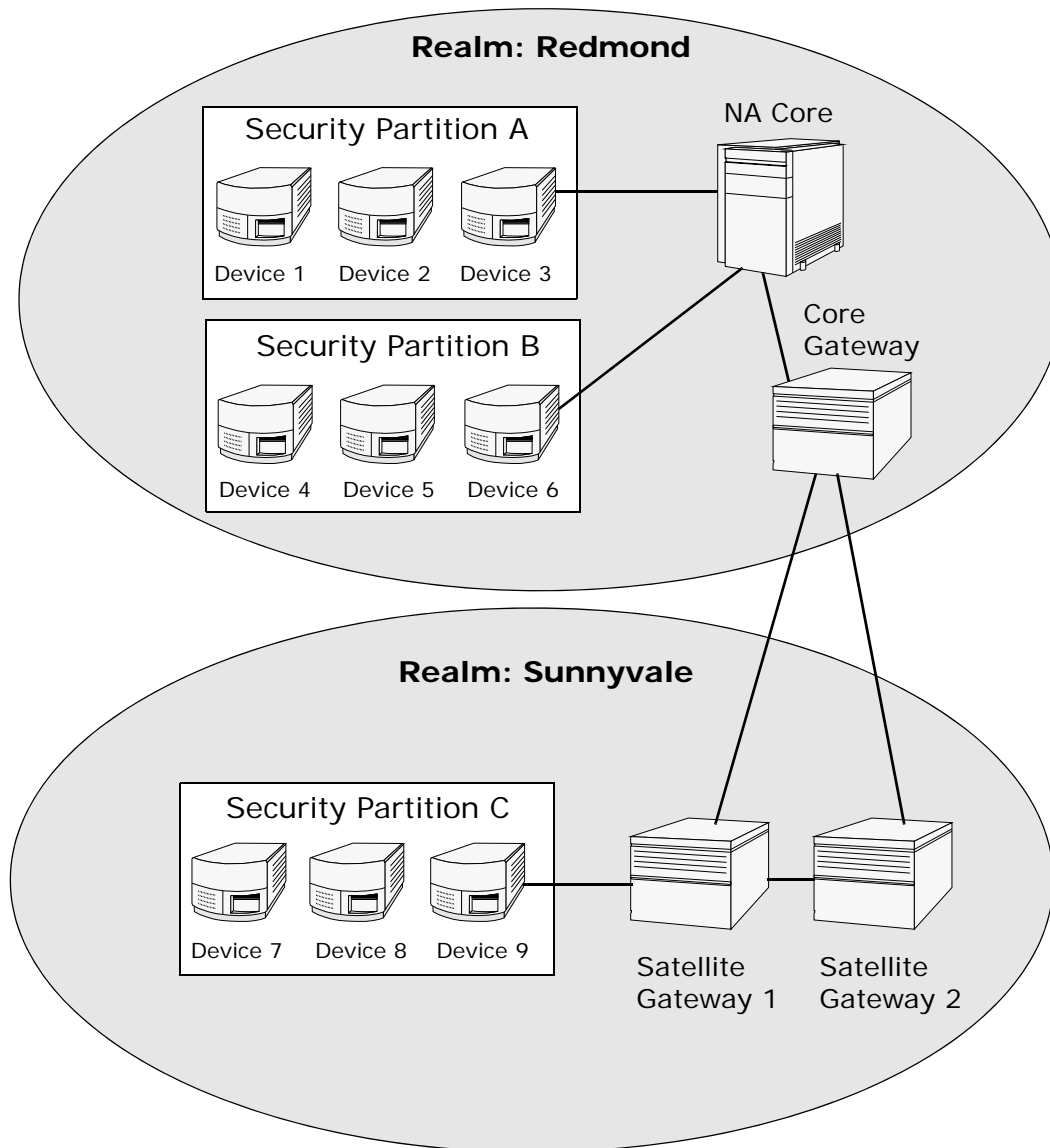 Realm: Redmond
Security Partition A
Device 1
Device 2
Device 3
NA Core
Security Partition B
Device 4
Device 5
Device 6
Core
Gateway
Realm: Sunnyvale
Security Partition C
Device 7
Device 8
Device 9
Satellite
Gateway 1
Satellite
Gateway 2